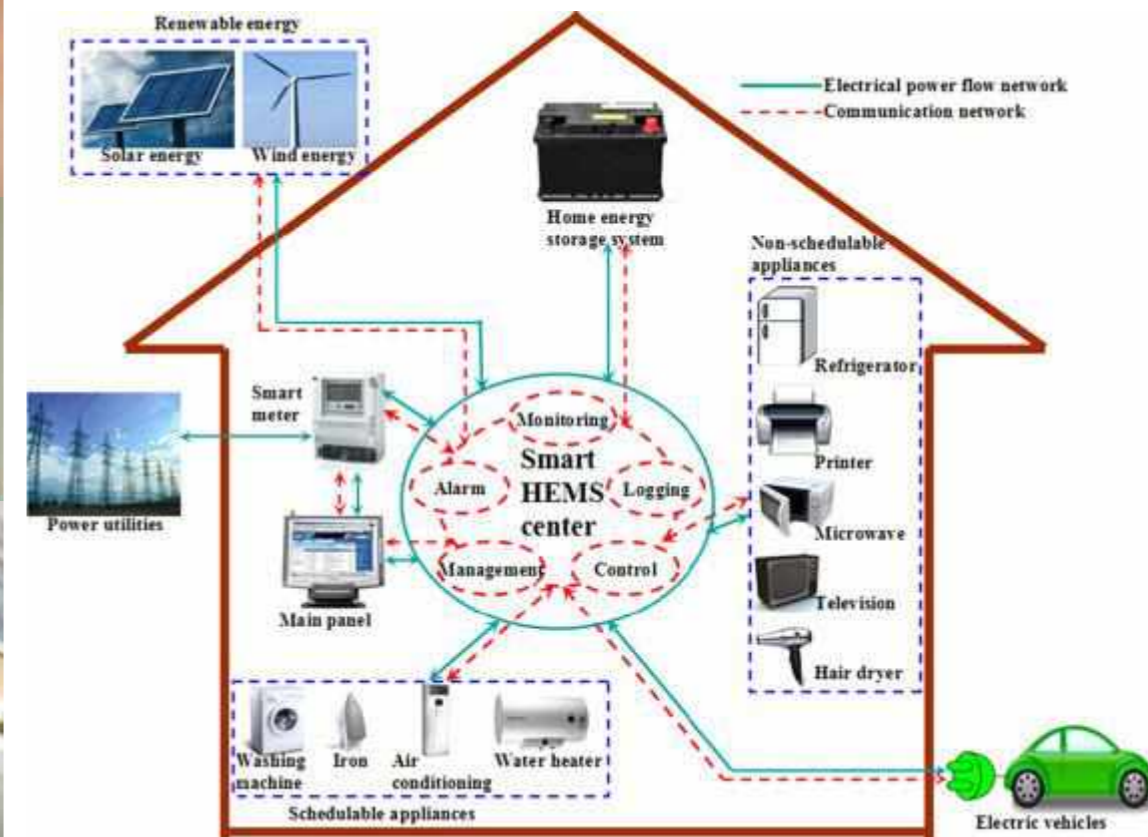 Renewable energy
Solar energy
Wind energy
Electrical power flow network
Communication network
Home energy
storage system
Non-schedulable
appliances
Refrigerator
Printer
Microwave
Television
Hair dryer
Smart
meter
Power utilities
Main panel
Monitoring
Alarm
Smart
HEMS
center
Logging
Management
Control
Washing
machine
Iron
Air
conditioning
Water heater
Schedulable appliances
Electric vehicles